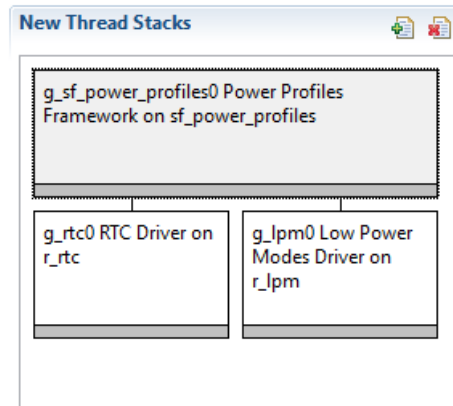 New Thread Stacks
g_sf_power_profiles0 Power Profiles
Framework on sf_power_profiles
g_rtc0 RTC Driver on
r_rtc
g_lpm0 Low Power
Modes Driver on
r_lpm